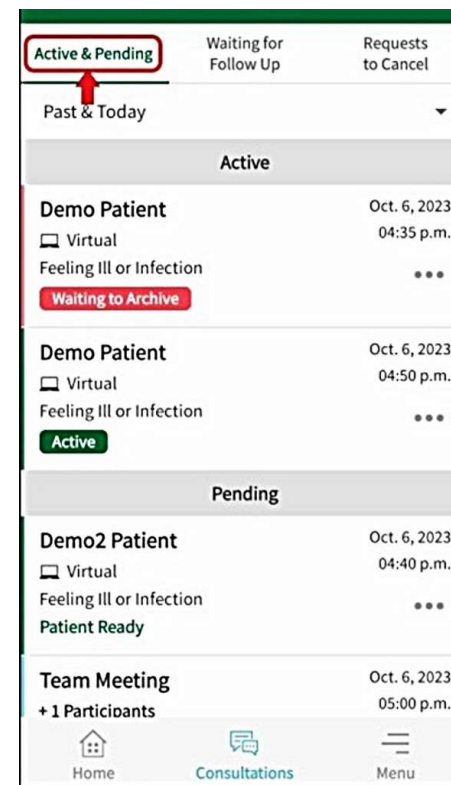 Active & Pending
Waiting for
Follow Up
Requests
to Cancel
Past & Today
Active
Demo Patient
Oct. 6, 2023
Virtual
04:35 p.m.
Feeling Ill or Infection
Waiting to Archive
Demo Patient
Oct. 6, 2023
Virtual
04:50 p.m.
Feeling Ill or Infection
Active
Pending
Demo2 Patient
Oct. 6, 2023
Virtual
04:40 p.m.
Feeling Ill or Infection
Patient Ready
Team Meeting
Oct. 6, 2023
+ 1 Participants
05:00 p.m.
Home
Consultations
Menu